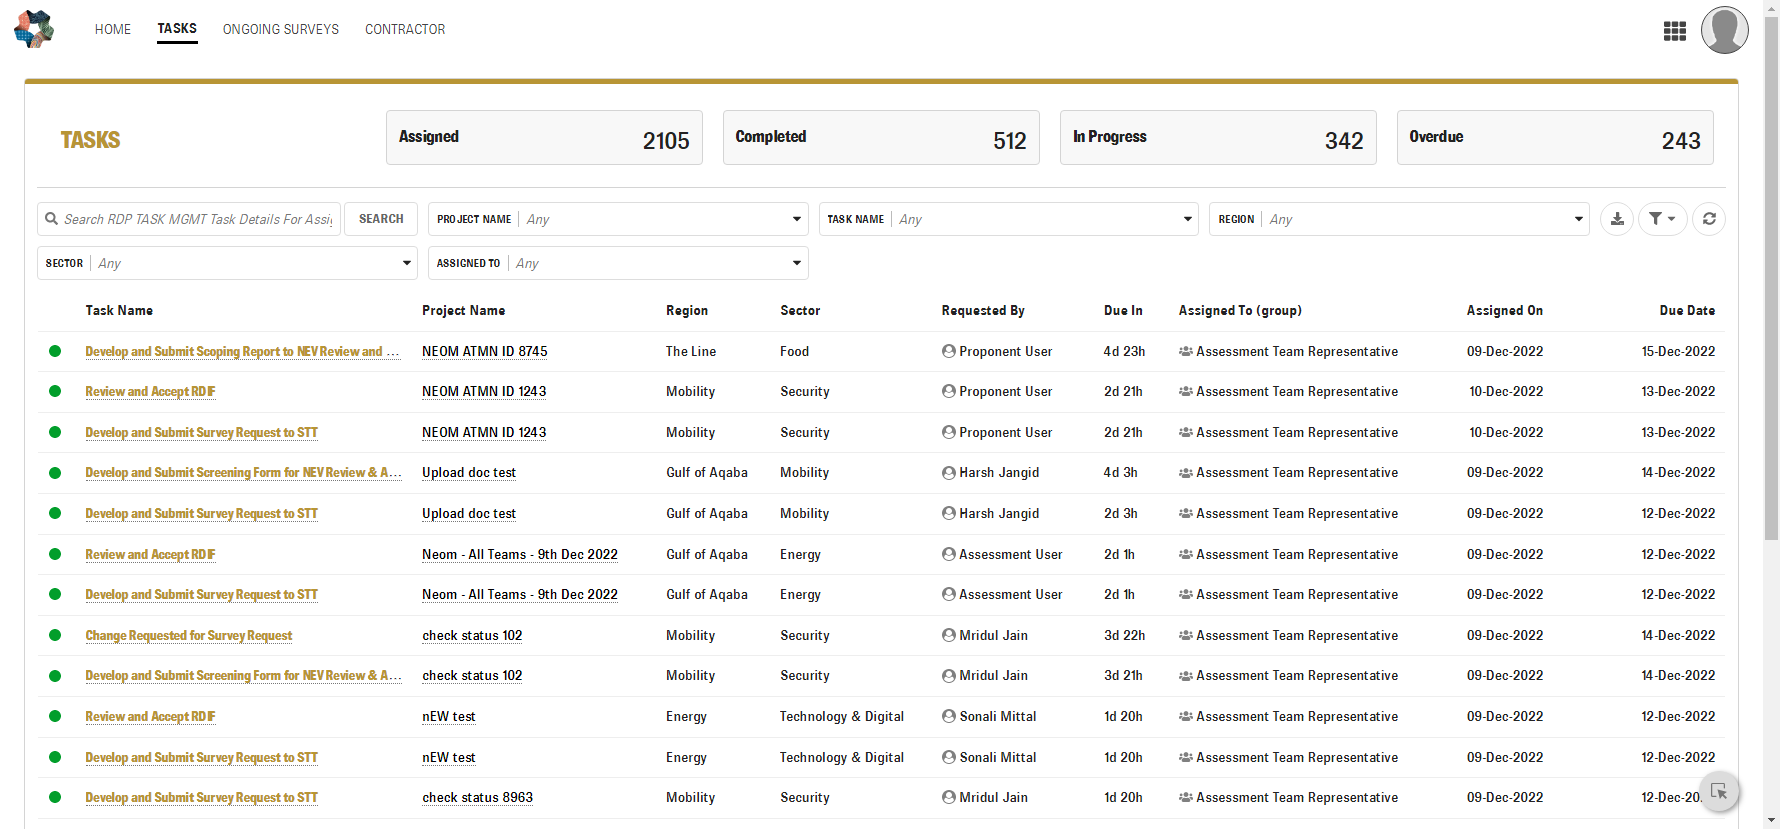 HOME TASKS ONGOING SURVEYS CONTRACTOR
TASKS
Assigned 2105
Completed 512
In Progress 342
Overdue 243
Search RDP TASK MGMT Task Details For Assi
SEARCH
PROJECT NAME Any
TASK NAME Any
REGION Any
SECTOR Any
ASSIGNED TO Any
Task Name Project Name Region Sector Requested By Due In Assigned To (group) Assigned On Due Date
Develop and Submit Scoping Report to NEV Review and ... NEOM ATMN ID 8745 The Line Food Proponent User 4d 23h Assessment Team Representative 09-Dec-2022 15-Dec-2022
Review and Accept RDIF NEOM ATMN ID 1243 Mobility Security Proponent User 2d 21h Assessment Team Representative 10-Dec-2022 13-Dec-2022
Develop and Submit Survey Request to STT NEOM ATMN ID 1243 Mobility Security Proponent User 2d 21h Assessment Team Representative 10-Dec-2022 13-Dec-2022
Develop and Submit Screening Form for NEV Review & A... Upload doc test Gulf of Aqaba Mobility Harsh Jangid 4d 3h Assessment Team Representative 09-Dec-2022 14-Dec-2022
Develop and Submit Survey Request to STT Upload doc test Gulf of Aqaba Mobility Harsh Jangid 2d 3h Assessment Team Representative 09-Dec-2022 12-Dec-2022
Review and Accept RDIF Neom - All Teams - 9th Dec 2022 Gulf of Aqaba Energy Assessment User 2d 1h Assessment Team Representative 09-Dec-2022 12-Dec-2022
Develop and Submit Survey Request to STT Neom - All Teams - 9th Dec 2022 Gulf of Aqaba Energy Assessment User 2d 1h Assessment Team Representative 09-Dec-2022 12-Dec-2022
Change Requested for Survey Request check status 102 Mobility Security Mridul Jain 3d 22h Assessment Team Representative 09-Dec-2022 14-Dec-2022
Develop and Submit Screening Form for NEV Review & A... check status 102 Mobility Security Mridul Jain 3d 21h Assessment Team Representative 09-Dec-2022 14-Dec-2022
Review and Accept RDIF nEW test Energy Technology & Digital Sonali Mittal 1d 20h Assessment Team Representative 09-Dec-2022 12-Dec-2022
Develop and Submit Survey Request to STT nEW test Energy Technology & Digital Sonali Mittal 1d 20h Assessment Team Representative 09-Dec-2022 12-Dec-2022
Develop and Submit Survey Request to STT check status 8963 Mobility Security Mridul Jain 1d 20h Assessment Team Representative 09-Dec-2022 12-Dec-20